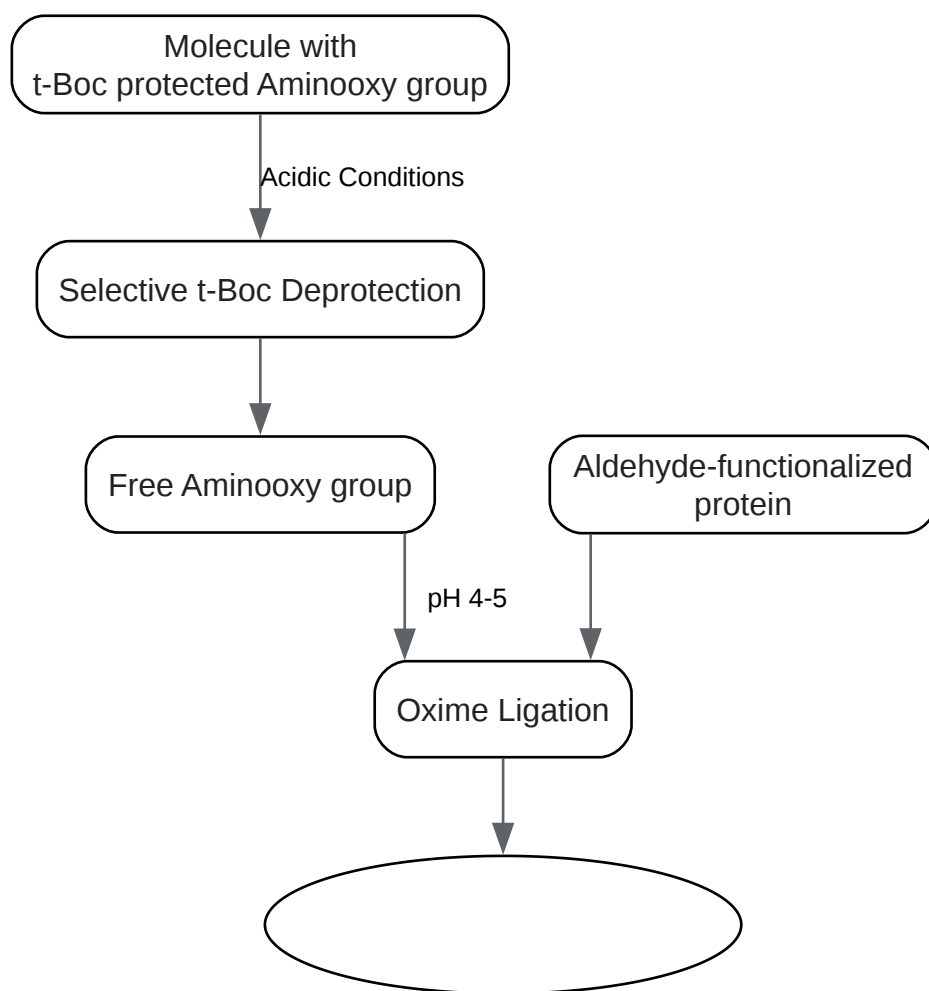 Molecule with
t-Boc protected Aminooxy group
Acidic Conditions
Selective t-Boc Deprotection
Free Aminooxy group
Aldehyde-functionalized
protein
pH 4-5
Oxime Ligation